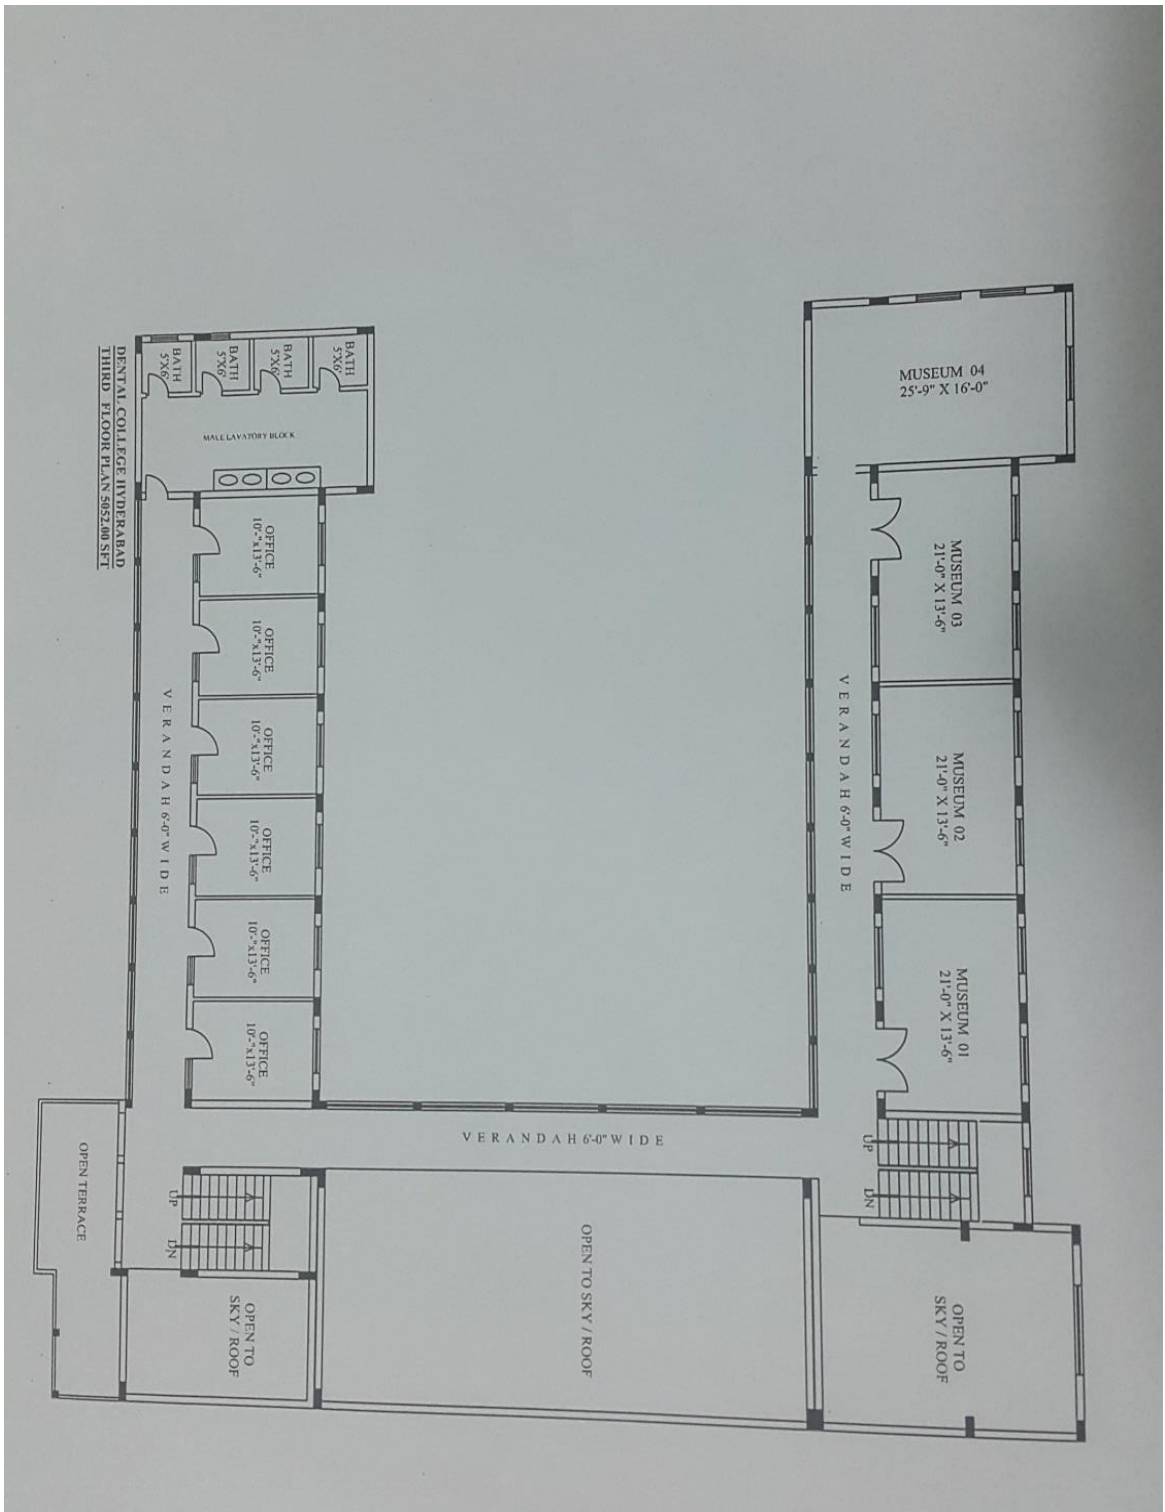 MUSEUM 04
25'-9" X 16'-0"
MUSEUM 03
21'-0" X 13'-6"
MUSEUM 02
21'-0" X 13'-6"
MUSEUM 01
21'-0" X 13'-6"
VERANDAH 6'-0" WIDE
UP
DN
OPEN TO
SKY / ROOF
BATH
5'X6'
BATH
5'X6'
BATH
5'X6'
BATH
5'X6'
MALE LAVATORY BLOCK
OFFICE
10'-"x13'-6"
OFFICE
10'-"x13'-6"
OFFICE
10'-"x13'-6"
OFFICE
10'-"x13'-6"
OFFICE
10'-"x13'-6"
OFFICE
10'-"x13'-6"
VERANDAH 6'-0" WIDE
VERANDAH 6'-0" WIDE
UP
DN
OPEN TO SKY / ROOF
OPEN TO
SKY / ROOF
OPEN TERRACE
DENTAL COLLEGE HYDERABAD
THIRD FLOOR PLAN 5052.00 SFT